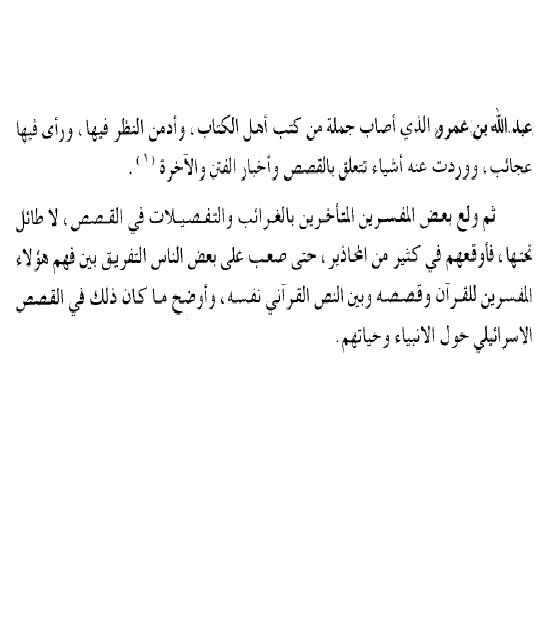 عبد الله بن عمرو الذي أصاب جملة من كتب أهل الكتاب، وأدمن النظر فيها، ورأى فيها
عجائب، ووردت عنه أشياء تتعلق بالقصص وأخبار الفتن والآخرة (١).
ثم ولع بعض المفسرين المتأخرين بالغرائب والتفصيلات في القصص، لا طائل
تحتها، فأوقعهم في كثير من المحاذير، حتى صعب على بعض الناس التفريق بين فهم هؤلاء
المفسرين للقرآن وقصصه وبين النص القرآني نفسه، وأوضح ما كان ذلك في القصص
الاسرائيلي حول الانبياء وحياتهم.